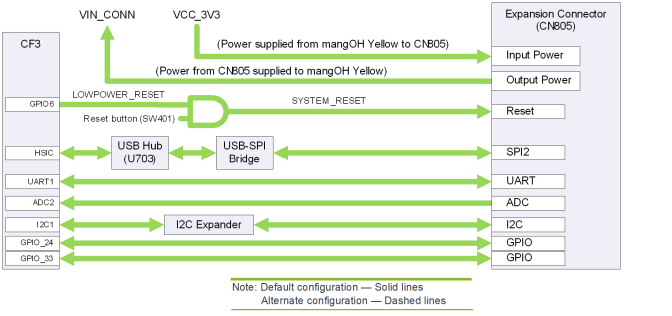 VIN_CONN
VCC_3V3
Expansion Connector
(CN805)
CF3
(Power supplied from mangOH Yellow to CN805)
Input Power
(Power from CN805 supplied to mangOH Yellow)
Output Power
LOWPOWER_RESET
SYSTEM_RESET
GPIO6
Reset
Reset button (SW401)
HSIC
USB Hub
(U703)
USB-SPI
Bridge
SPI2
UART1
UART
ADC2
ADC
I2C1
I2C Expander
I2C
GPIO_24
GPIO
GPIO_33
GPIO
Note: Default configuration — Solid lines
Alternate configuration — Dashed lines